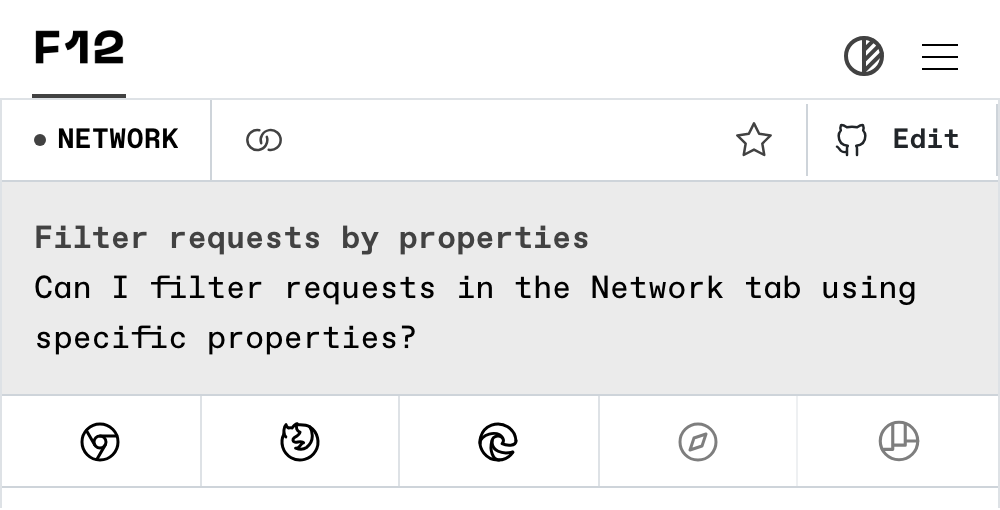 F12
NETWORK
Edit
Filter requests by properties
Can I filter requests in the Network tab using
specific properties?